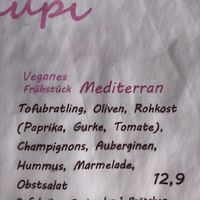 upi
Veganes
Frühstück Mediterran
Tofubratling, Oliven, Rohkost
(Paprika, Gurke, Tomate),
Champignons, Auberginen,
Hummus, Marmelade,
Obstsalat
12,9